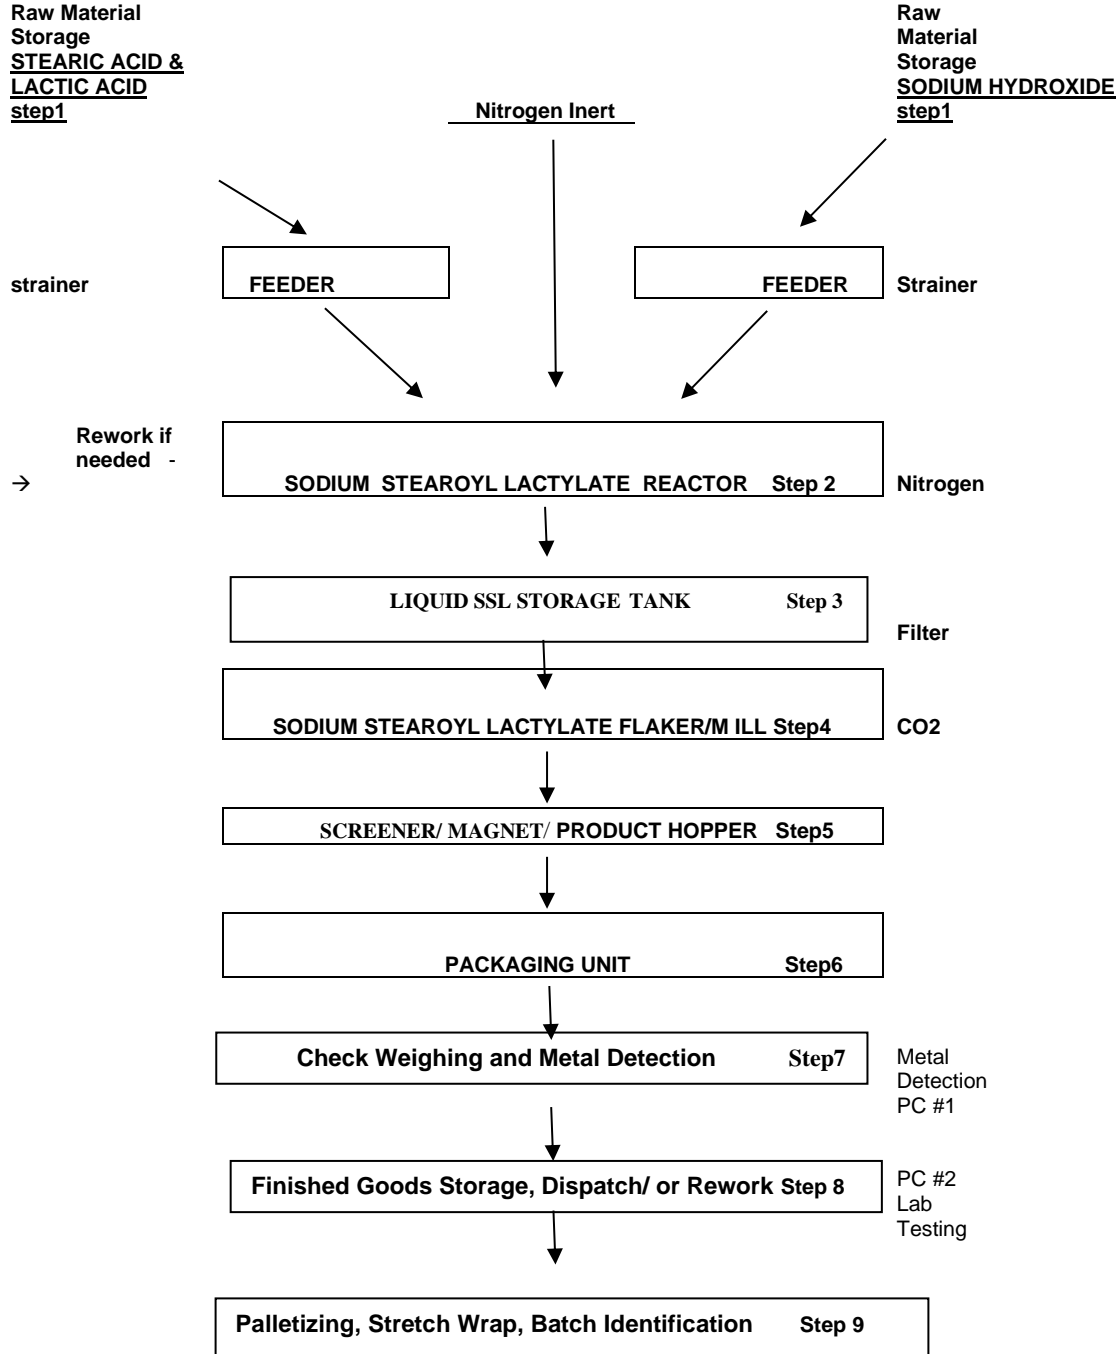 Raw Material
Storage
STEARIC ACID &
LACTIC ACID
step1
Nitrogen Inert
Raw
Material
Storage
SODIUM HYDROXIDE
step1
strainer
FEEDER
FEEDER
Strainer
Rework if
needed -
→
SODIUM STEAROYL LACTYLATE REACTOR Step 2
Nitrogen
LIQUID SSL STORAGE TANK Step 3
Filter
SODIUM STEAROYL LACTYLATE FLAKER/M ILL Step4
CO2
SCREENER/ MAGNET/ PRODUCT HOPPER Step5
PACKAGING UNIT Step6
Check Weighing and Metal Detection Step7
Metal
Detection
PC #1
Finished Goods Storage, Dispatch/ or Rework Step 8
PC #2
Lab
Testing
Palletizing, Stretch Wrap, Batch Identification Step 9